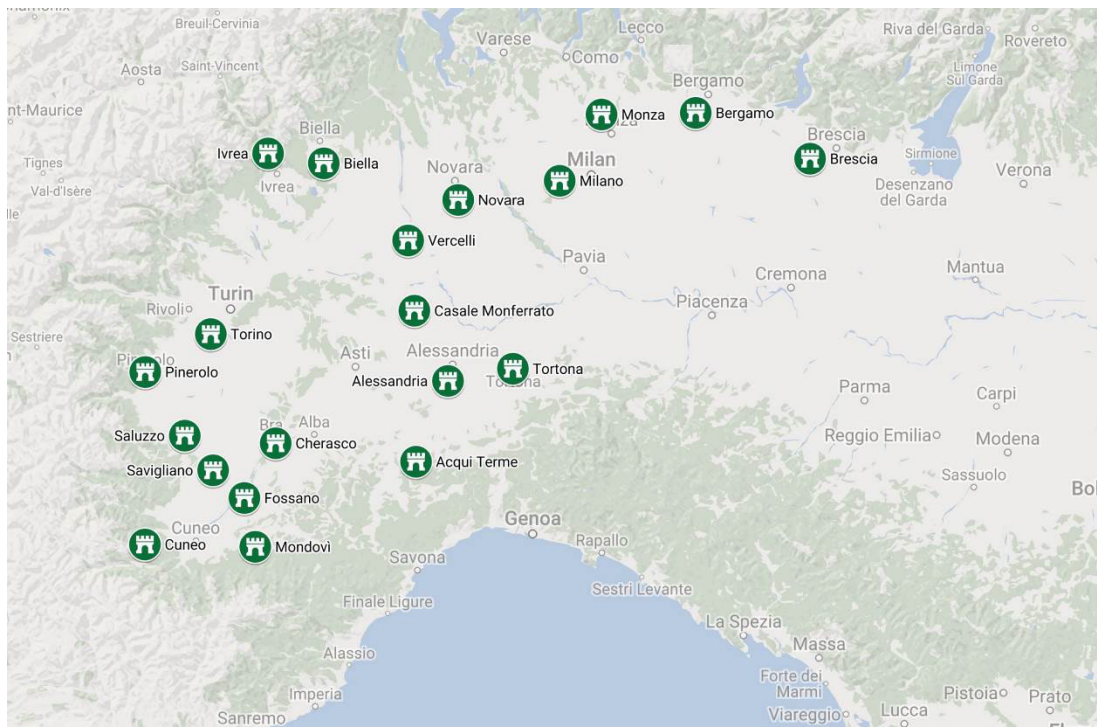 Breuil-Cervinia
Varese
Lecco
Como
Riva del Garda
Rovereto
Aosta
Saint-Vincent
Limone
Sul Garda
Bergamo
nt-Maurice
Monza
Bergamo
Biella
Brescia
Ivrea
Biella
Milan
Brescia
Sirmione
Tignes
Val-d'Isère
Ivrea
Novara
Milano
Desenzano
del Garda
Verona
Novara
Vercelli
Pavia
Cremona
Mantua
Rivoli
Turin
Casale Monferrato
Piacenza
Sestriere
Torino
Pinerolo
Asti
Alessandria
Alessandria
Tortona
Tortona
Parma
Carpi
Saluzzo
Bra
Alba
Cherasco
Reggio Emilia
Modena
Savigliano
Acqui Terme
Sassuolo
Fossano
Bol
Cuneo
Genoa
Cuneo
Mondovì
Savona
Rapallo
Sestri Levante
Finale Ligure
La Spezia
Alassio
Massa
Forte dei
Marmi
Imperia
Pistoia
Prato
Sanremo
Viareggio
Lucca